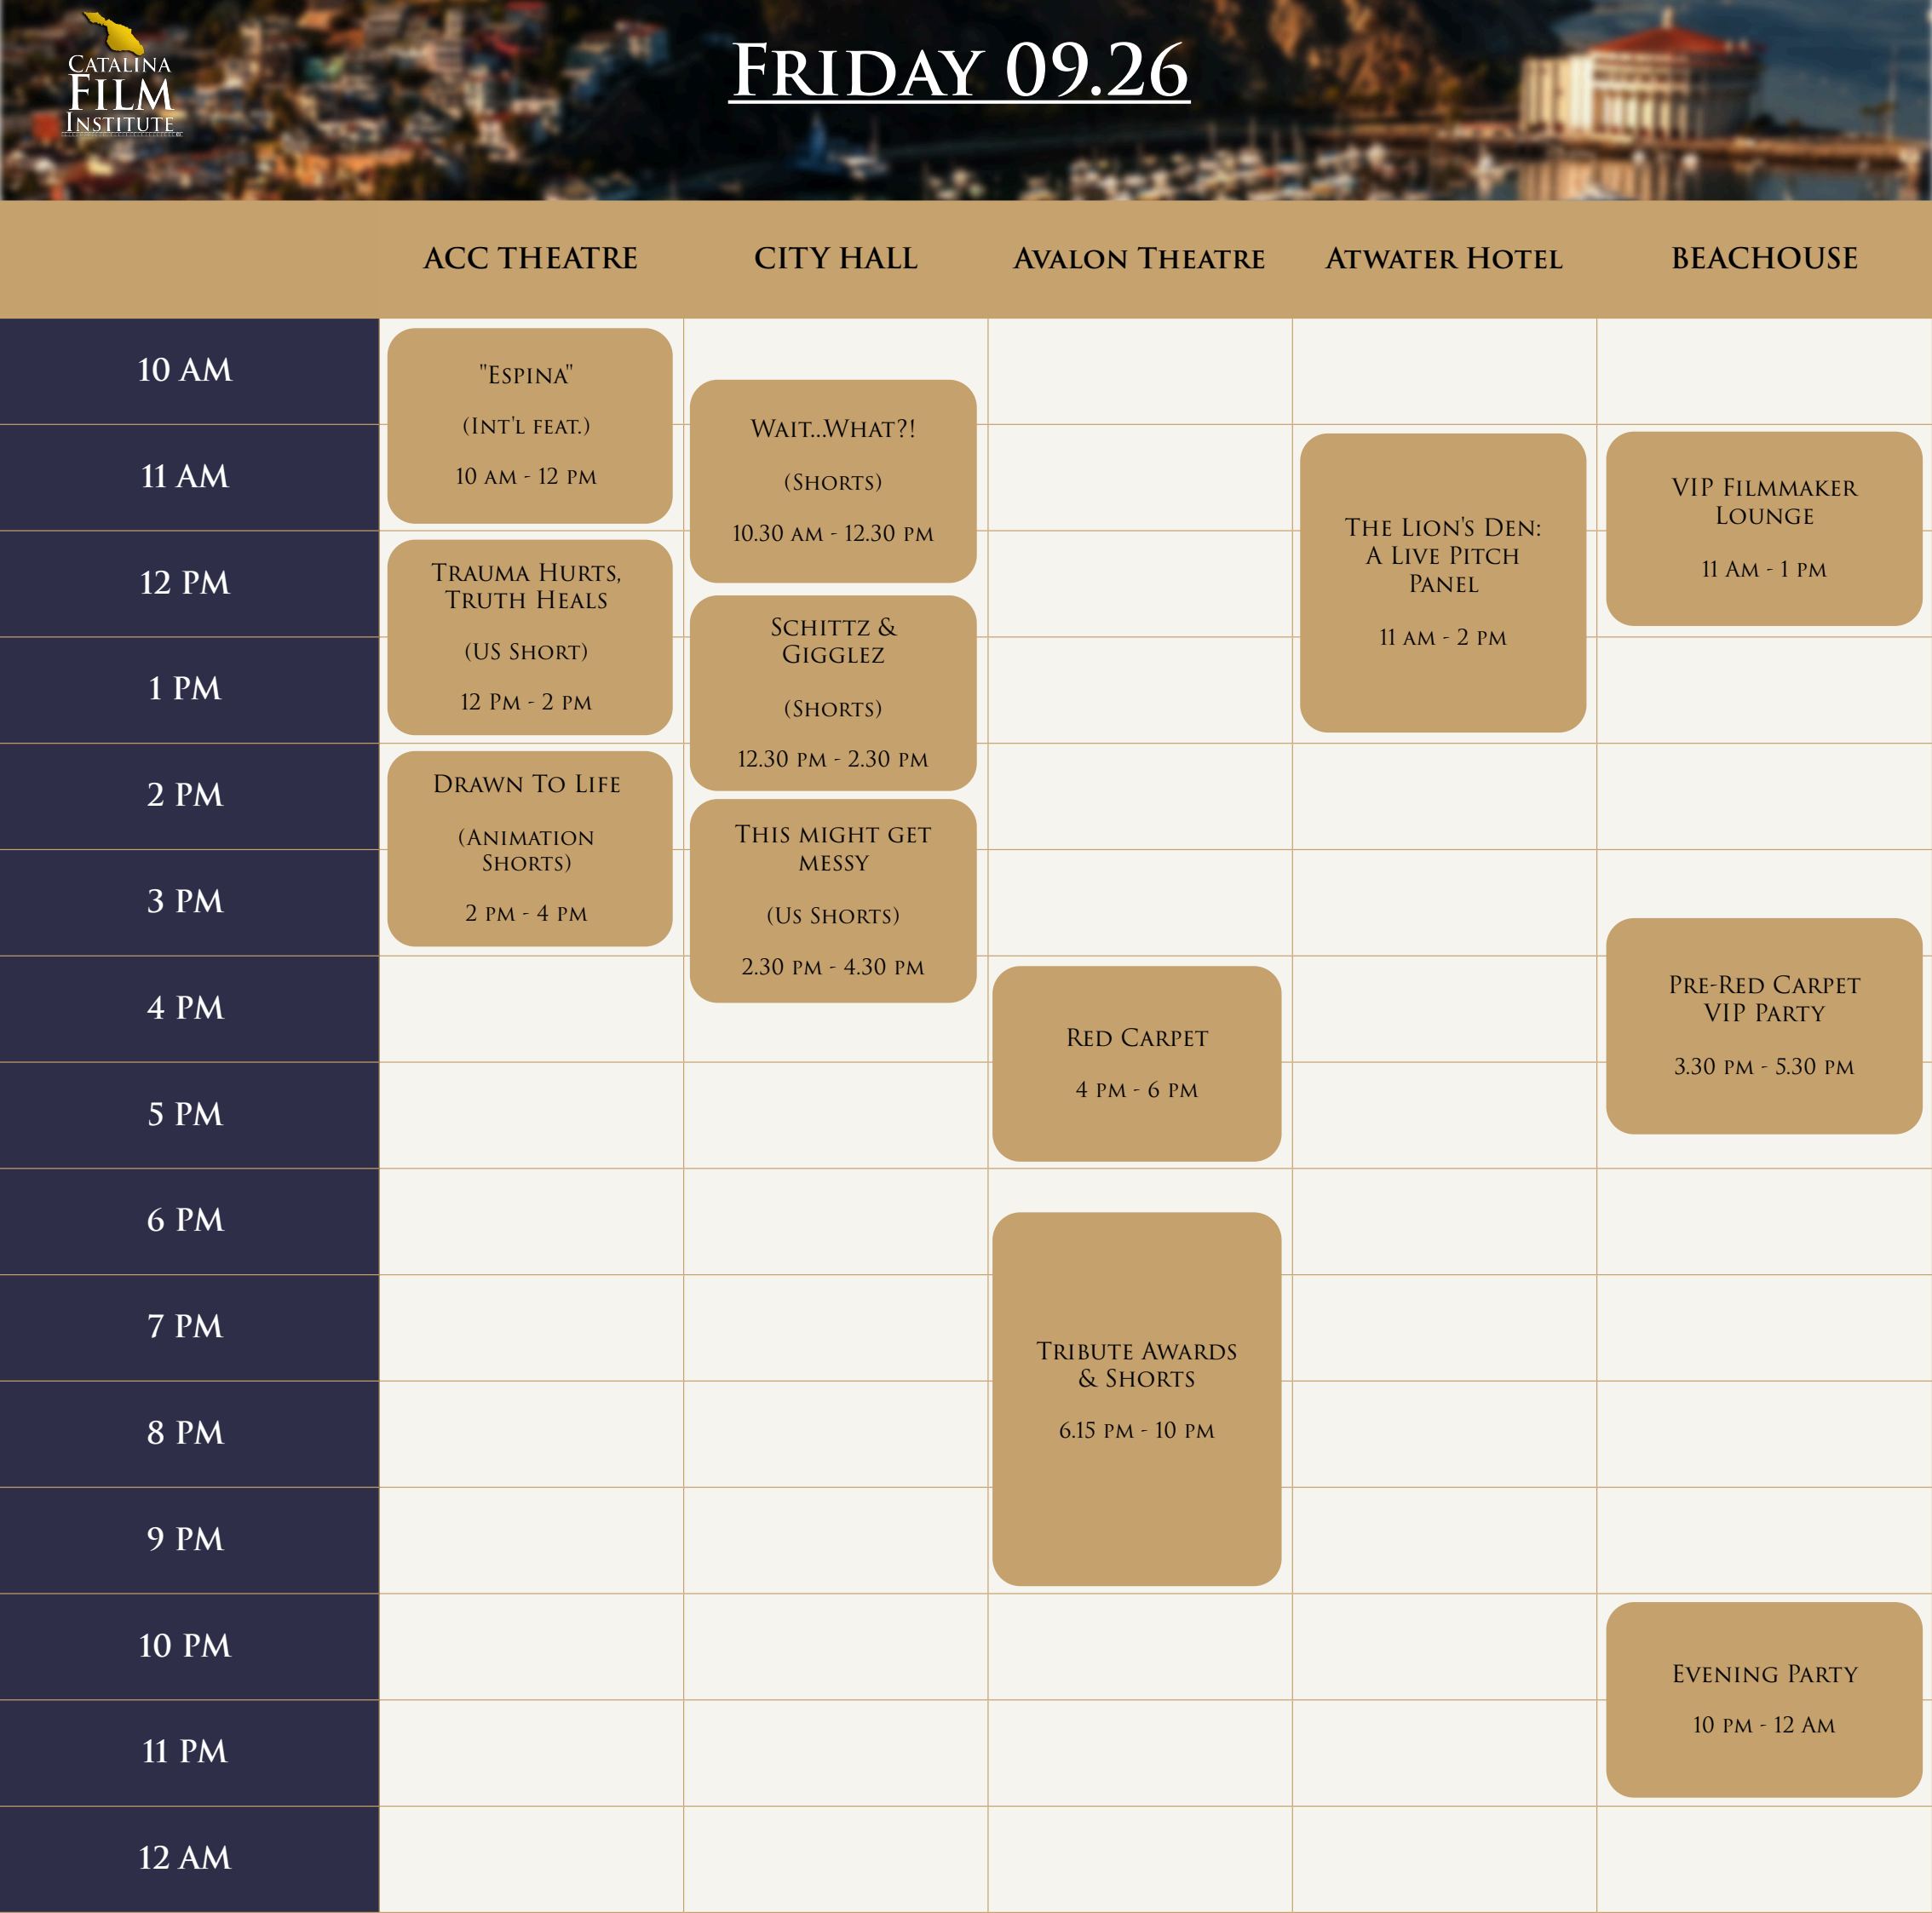 Catalina
Film
Institute
Friday 09.26
ACC THEATRE
CITY HALL
Avalon Theatre
Atwater Hotel
BEACHOUSE
10 AM
11 AM
12 PM
1 PM
2 PM
3 PM
4 PM
5 PM
6 PM
7 PM
8 PM
9 PM
10 PM
11 PM
12 AM
"Espina"
(Int'l feat.)
10 am - 12 pm
Trauma Hurts,
Truth Heals
(US Short)
12 Pm - 2 pm
Drawn To Life
(Animation
Shorts)
2 pm - 4 pm
Wait...What?!
(Shorts)
10.30 am - 12.30 pm
Schittz &
Gigglez
(Shorts)
12.30 pm - 2.30 pm
This might get
messy
(Us Shorts)
2.30 pm - 4.30 pm
Red Carpet
4 pm - 6 pm
Tribute Awards
& Shorts
6.15 pm - 10 pm
The Lion's Den:
A Live Pitch
Panel
11 am - 2 pm
VIP Filmmaker
Lounge
11 Am - 1 pm
Pre-Red Carpet
VIP Party
3.30 pm - 5.30 pm
Evening Party
10 pm - 12 Am